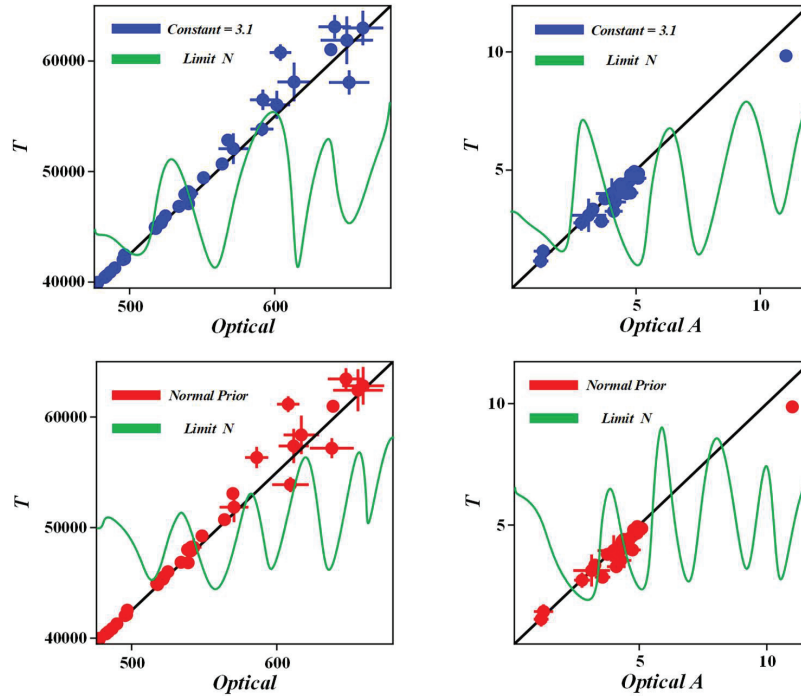 Constant = 3.1
Limit N
60000
50000
40000
T
500
600
Optical
Constant = 3.1
Limit N
10
5
T
5
10
Optical A
Normal Prior
Limit N
60000
50000
40000
T
500
600
Optical
Normal Prior
Limit N
10
5
T
5
10
Optical A